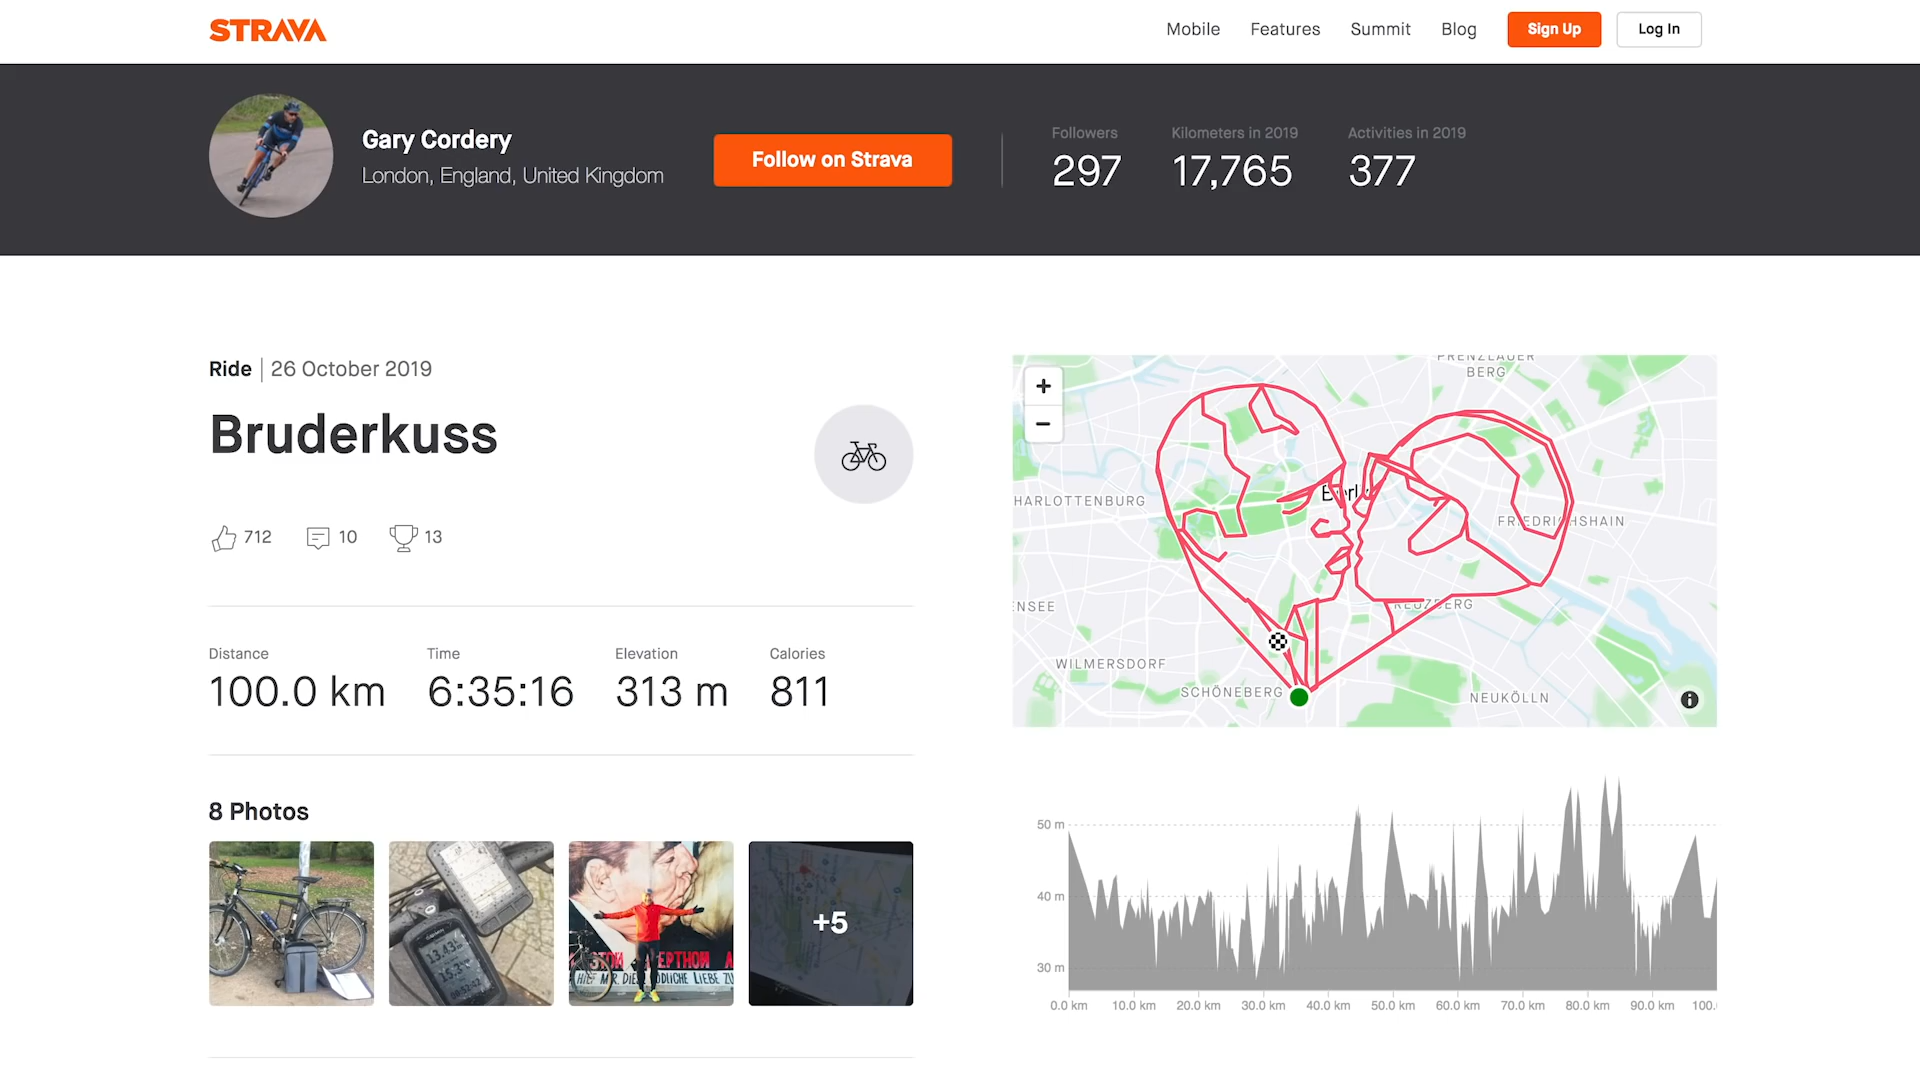 STRAVA
Mobile
Features
Summit
Blog
Sign Up
Log In
Gary Cordery
London, England, United Kingdom
Follow on Strava
Followers
297
Kilometers in 2019
17,765
Activities in 2019
377
Ride
26 October 2019
Bruderkuss
712
10
13
Distance
100.0 km
Time
6:35:16
Elevation
313 m
Calories
811
8 Photos
+5
+
−
PRENZLAUER
BERG
HARLOTTENBURG
FRIEDRICHSHAIN
ENSEE
WILMERSDORF
SCHÖNEBERG
NEUKÖLLN
50 m
40 m
30 m
0.0 km
10.0 km
20.0 km
30.0 km
40.0 km
50.0 km
60.0 km
70.0 km
80.0 km
90.0 km
100.